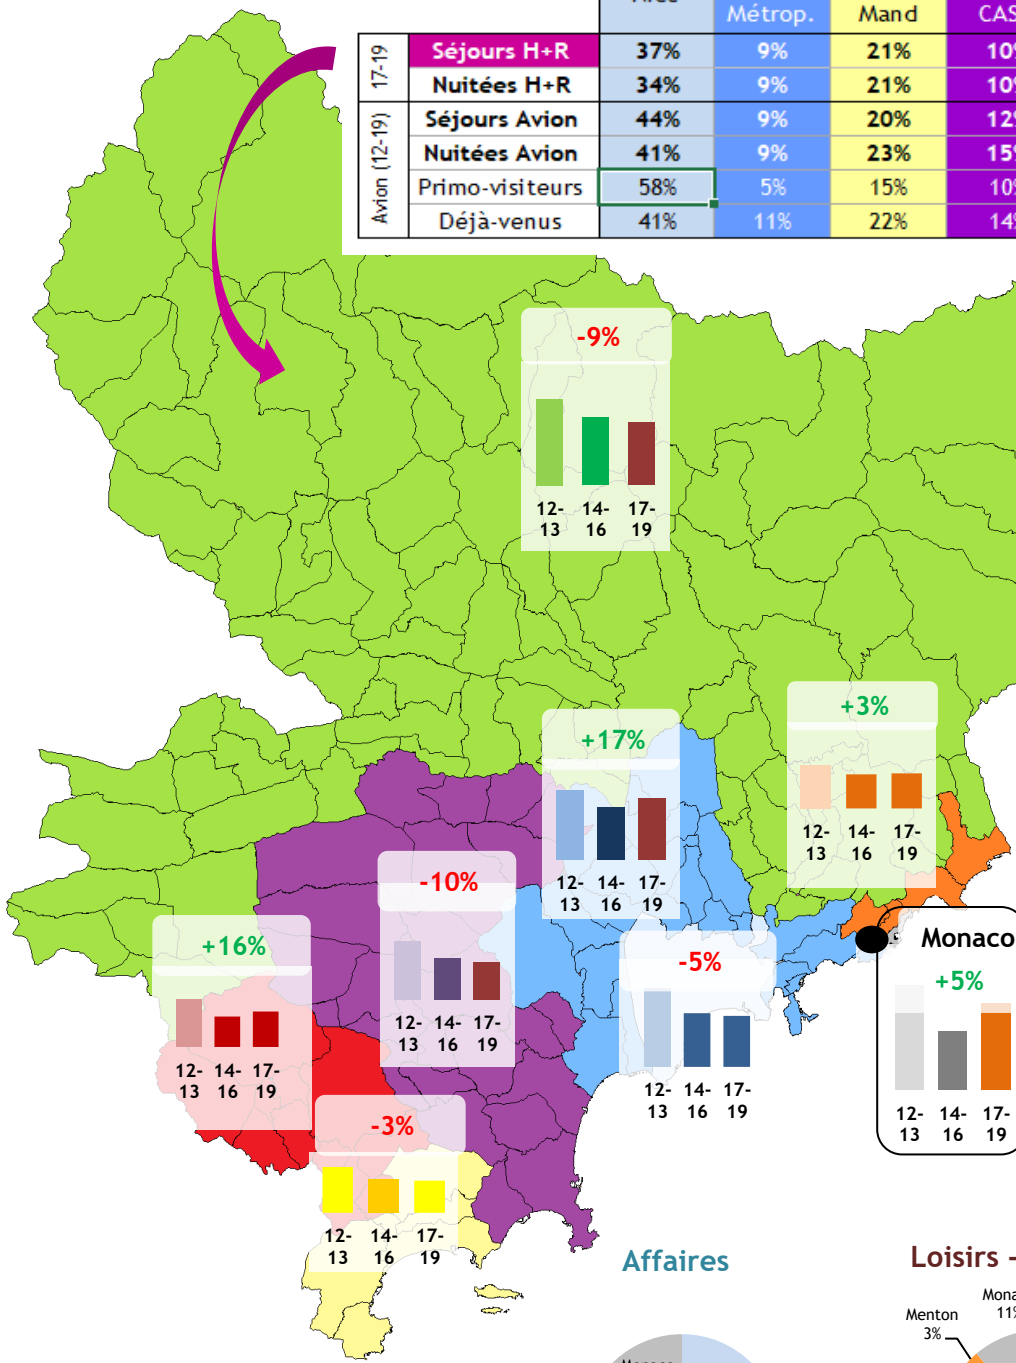 Métrop. Mand
17-19
Séjours H+R 37% 9% 21%
Nuitées H+R 34% 9% 21%
Avion (12-19)
Séjours Avion 44% 9% 20%
Nuitées Avion 41% 9% 23%
Primo-visiteurs 58% 5% 15%
Déjà-venus 41% 11% 22%
-9%
12-13 14-16 17-19
+3%
12-13 14-16 17-19
+17%
12-13 14-16 17-19
-10%
12-13 14-16 17-19
+16%
12-13 14-16 17-19
-5%
12-13 14-16 17-19
Monaco
+5%
12-13 14-16 17-19
-3%
12-13 14-16 17-19
Affaires
Loisirs -
Menton
3%
11%